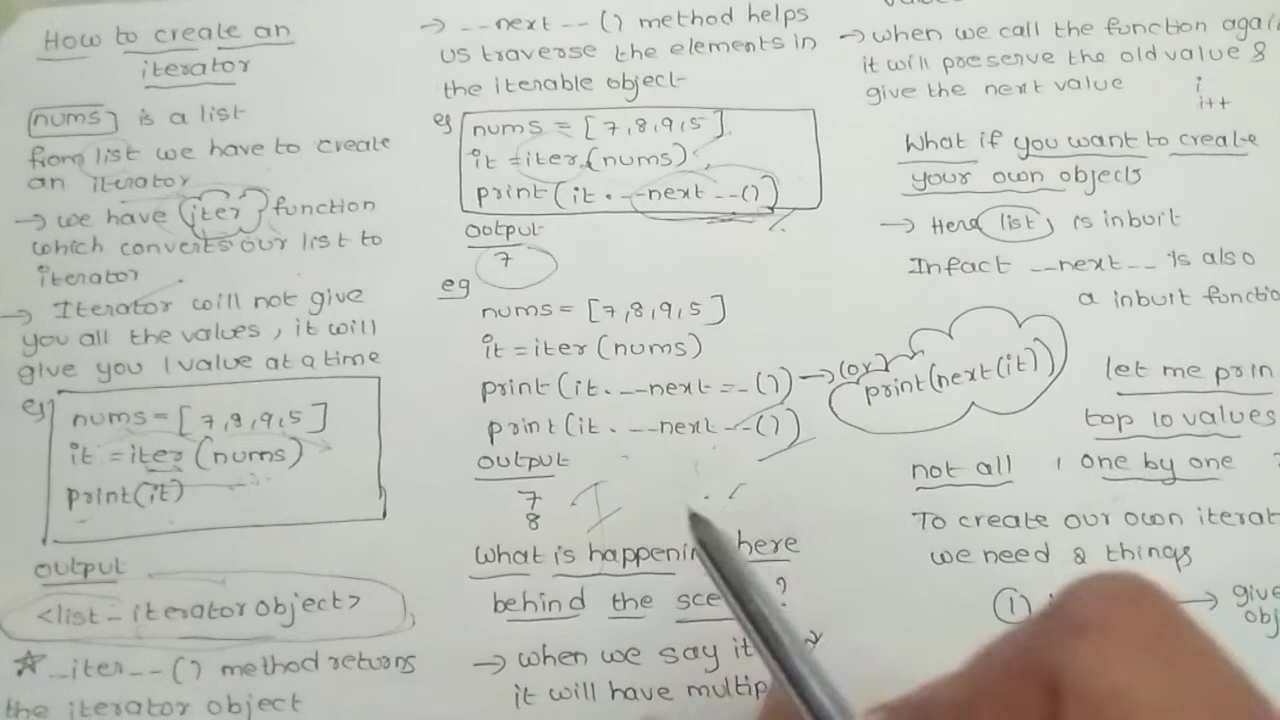 How to create an
iterator
nums is a list
from list we have to create
an iterator
→ we have iter function
which converts our list to
iterator
→ Iterator will not give
you all the values, it will
give you 1 value at a time
eg
nums = [7,8,9,5]
it = iter(nums)
print(it)
output
<list-iterator object>
☆ __iter__() method returns
the iterator object
→ __next__() method helps
us traverse the elements in
the iterable object
eg
nums = [7,8,9,5]
it = iter(nums)
print(it.__next__())
Output
7
eg
nums = [7,8,9,5]
it = iter(nums)
print(it.__next=_()) → (or) print(next(it))
print(it.__next__())
Output
7
8
What is happenin here
behind the sce ?
→ when we say it
it will have multip
→ when we call the function again
it will preserve the old value &
give the next value
i
i++
What if you want to create
your own objects
→ Here list is inbuilt
Infact __next__ is also
a inbuilt functio
let me prin
top 10 values
not all , one by one
To create our own iterat
we need 2 things
(i) → give
obj